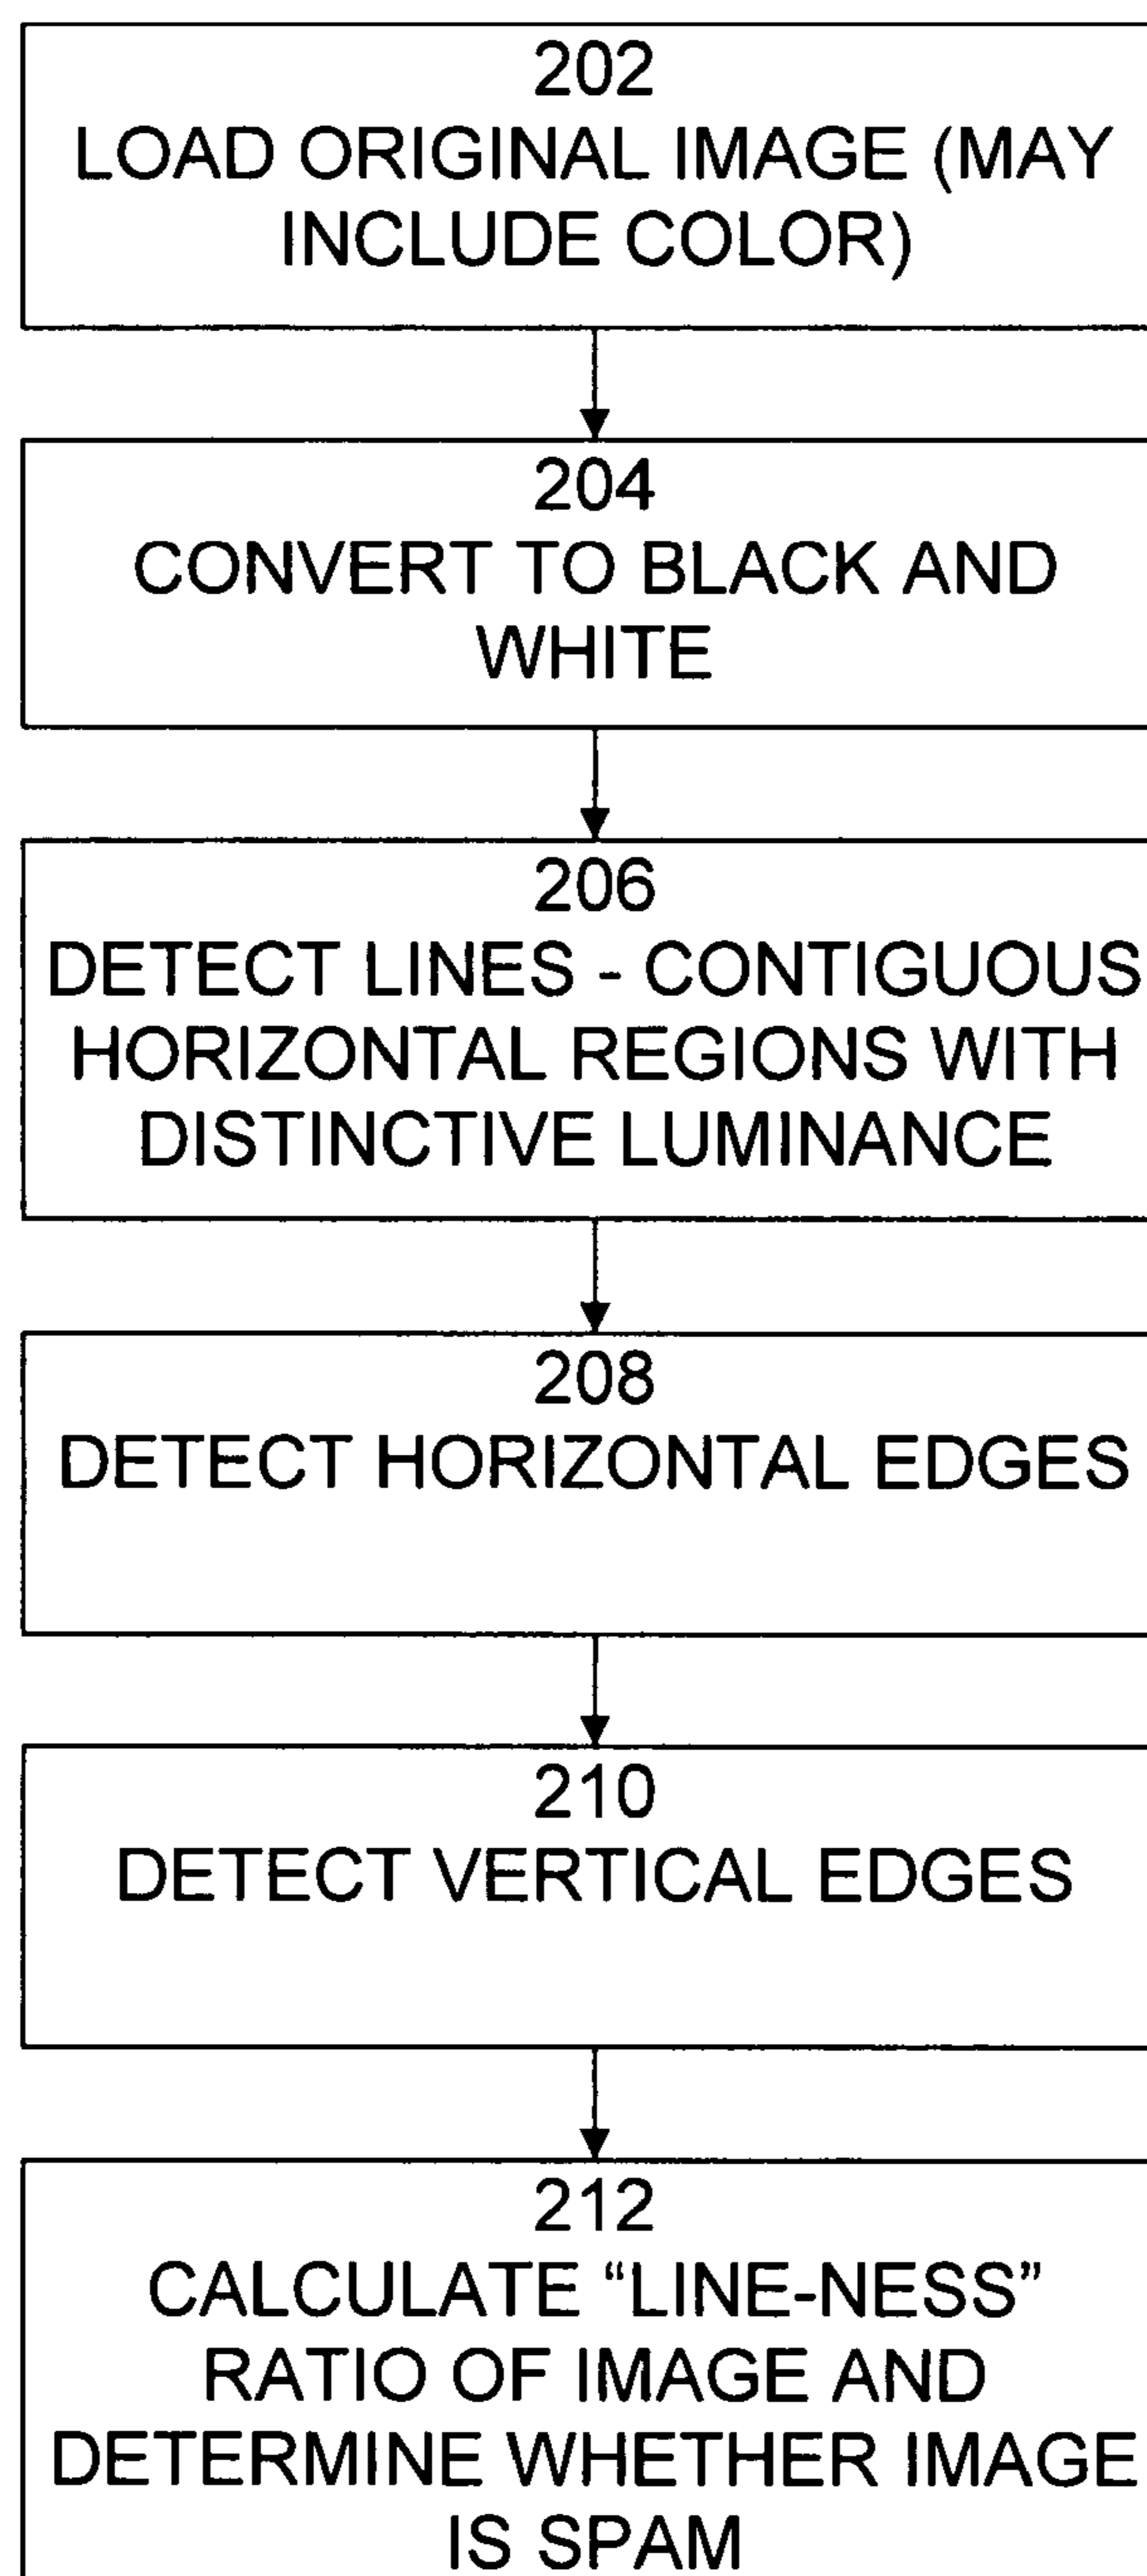 202
LOAD ORIGINAL IMAGE (MAY
INCLUDE COLOR)
204
CONVERT TO BLACK AND
WHITE
206
DETECT LINES - CONTIGUOUS
HORIZONTAL REGIONS WITH
DISTINCTIVE LUMINANCE
208
DETECT HORIZONTAL EDGES
210
DETECT VERTICAL EDGES
212
CALCULATE “LINE-NESS”
RATIO OF IMAGE AND
DETERMINE WHETHER IMAGE
IS SPAM